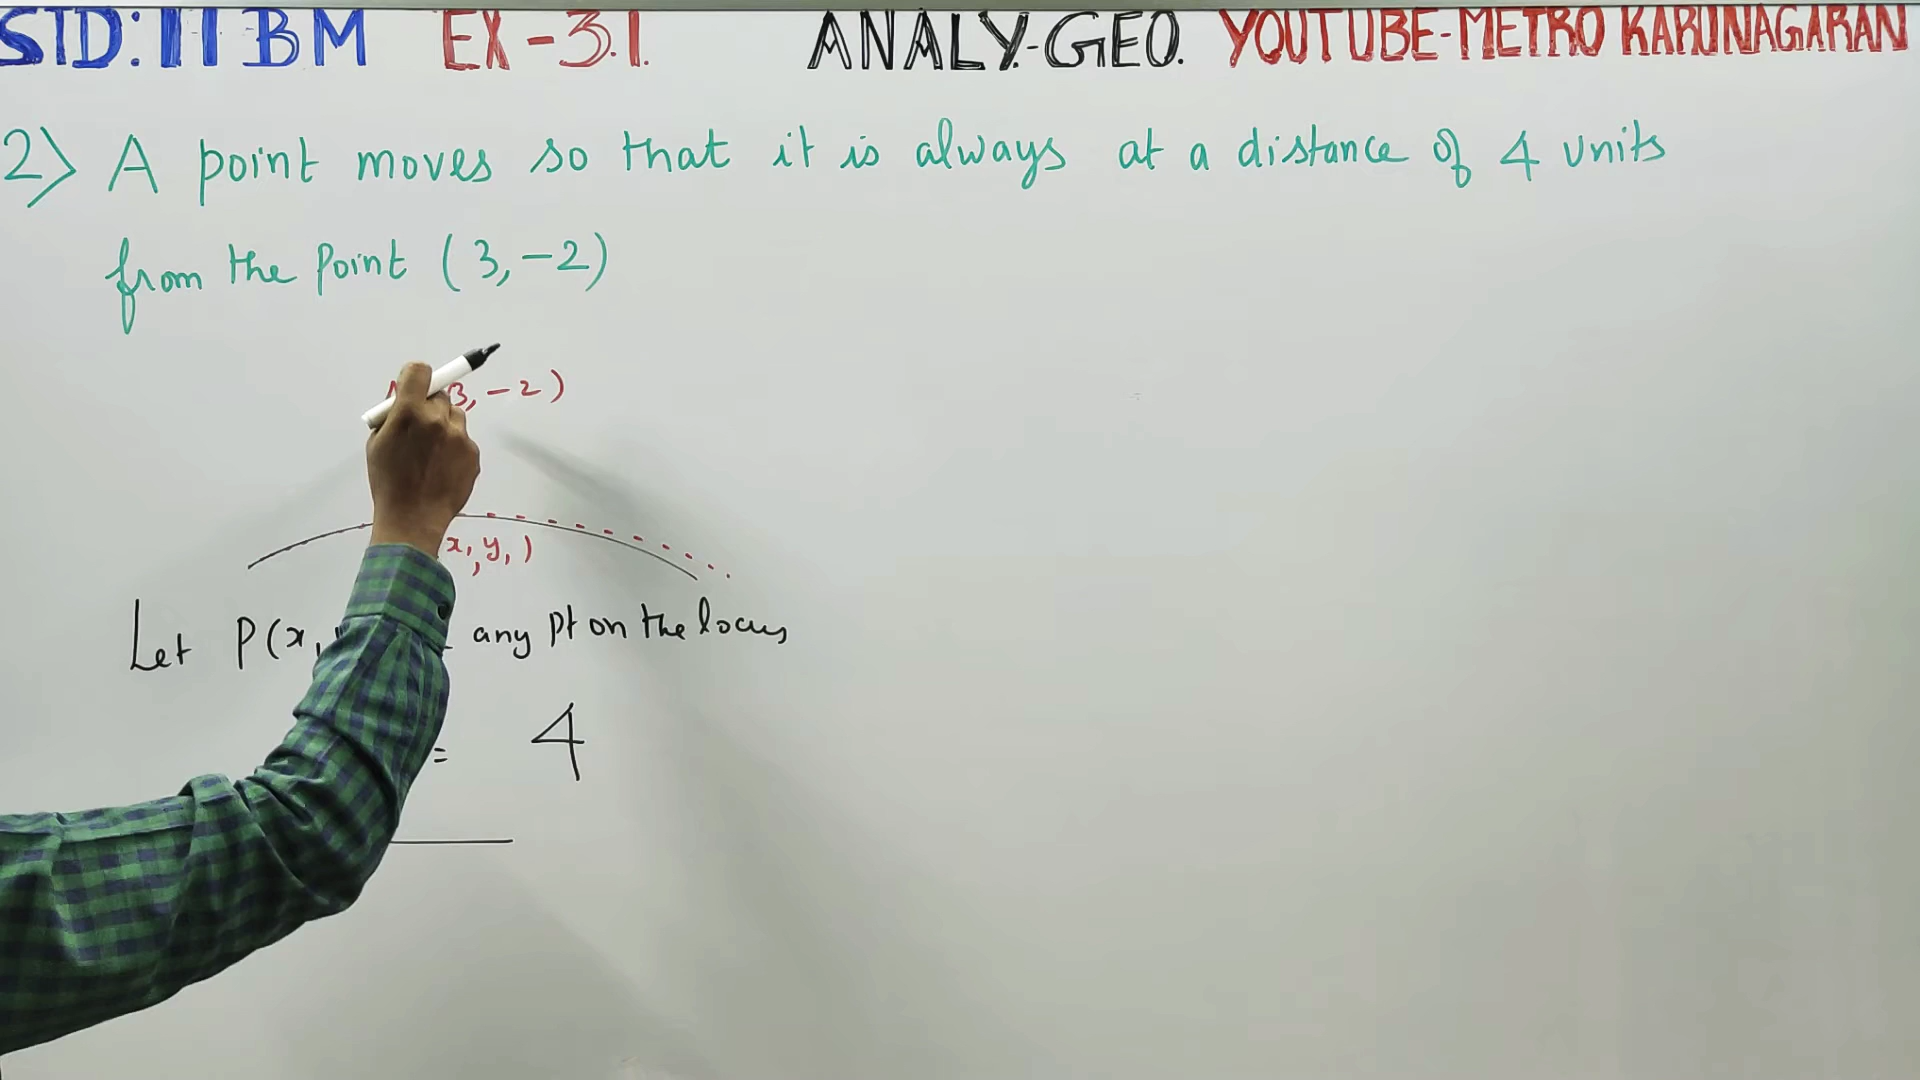 STD: 11 BM EX-3.1. ANALY.GEO. YOUTUBE-METRO KARUNAGARAN
2) A point moves so that it is always at a distance of 4 units
from the Point (3, -2)
3, -2)
x, y,)
Let P(x, any Pt on the locus
= 4